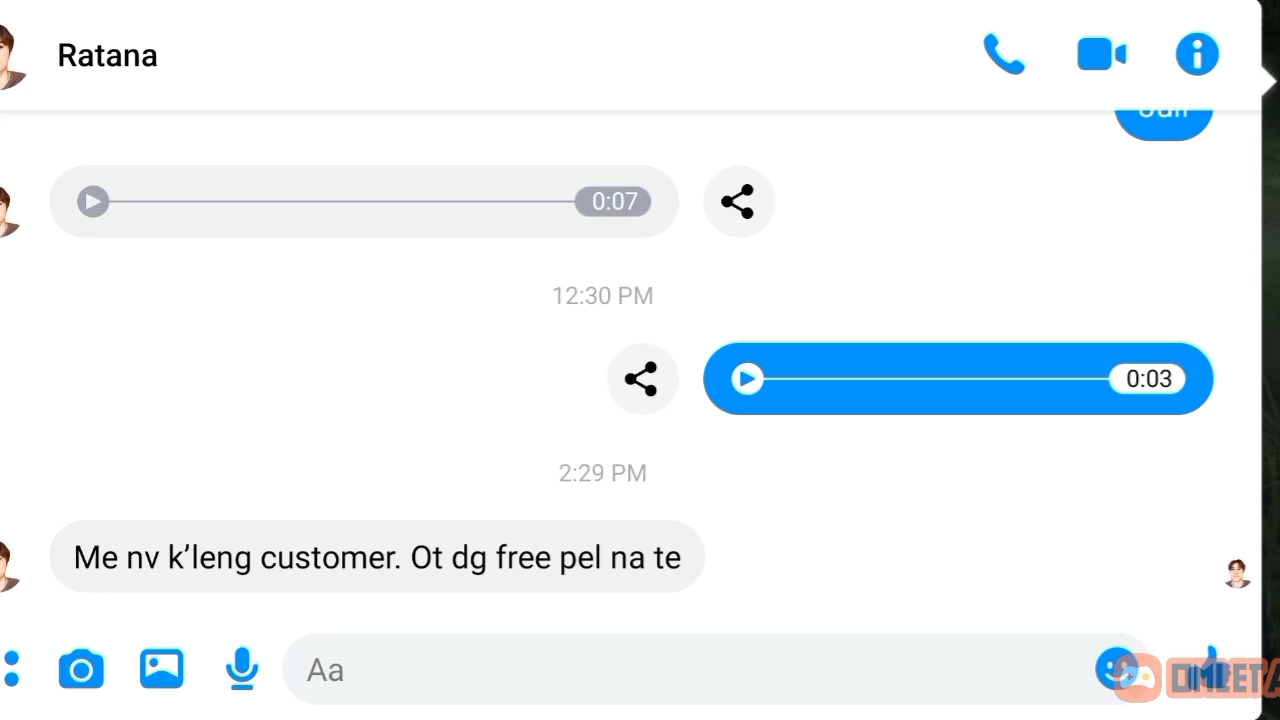 Ratana
0:07
12:30 PM
0:03
2:29 PM
Me nv k’leng customer. Ot dg free pel na te
Aa